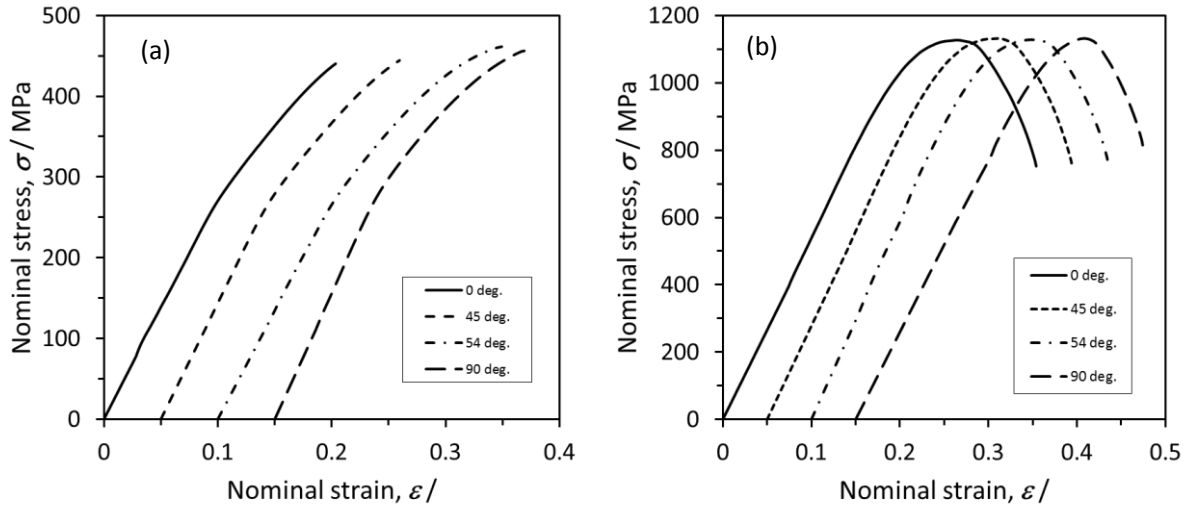 (a)
500
400
300
200
100
0
Nominal stress, σ / MPa
0 deg.
45 deg.
54 deg.
90 deg.
0 0.1 0.2 0.3 0.4
Nominal strain, ε /
(b)
1200
1000
800
600
400
200
0
Nominal stress, σ / MPa
0 deg.
45 deg.
54 deg.
90 deg.
0 0.1 0.2 0.3 0.4 0.5
Nominal strain, ε /